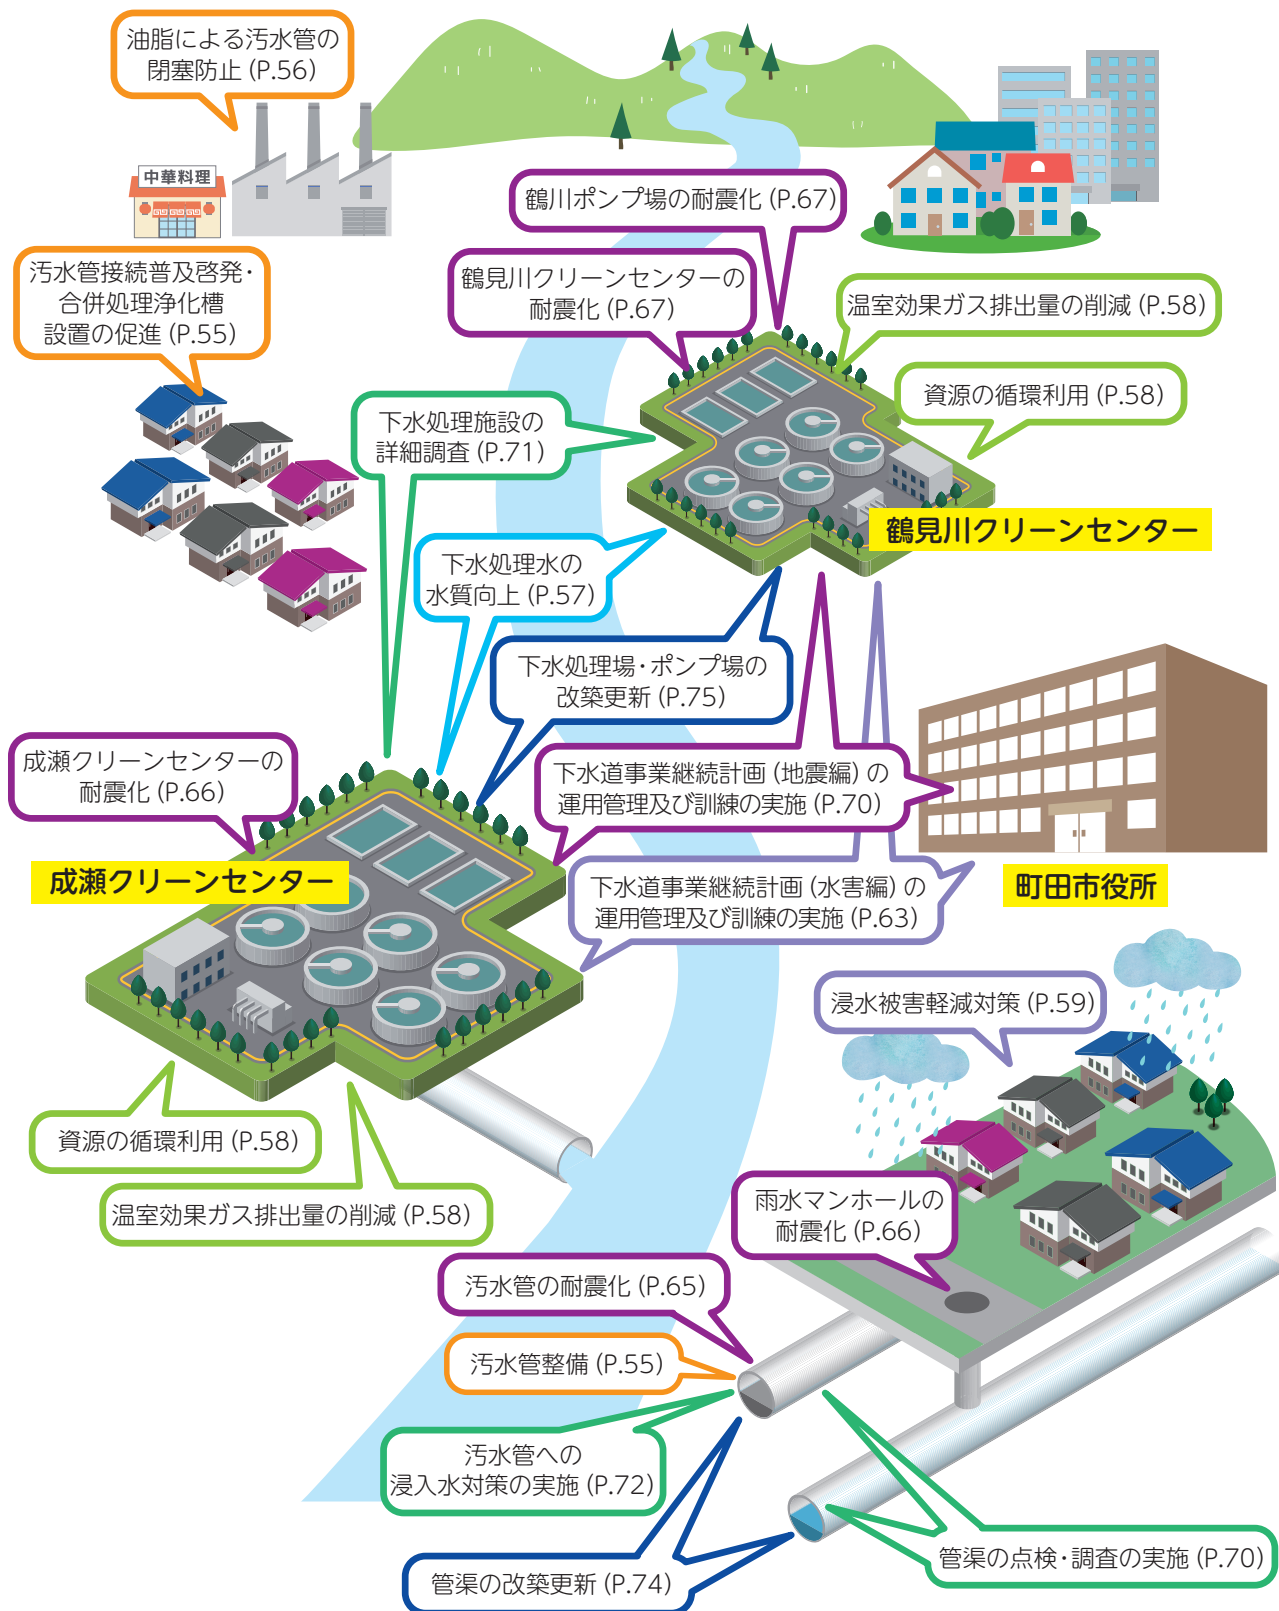 油脂による汚水管の
閉塞防止 (P.56)
中華料理
鶴川ポンプ場の耐震化 (P.67)
汚水管接続普及啓発・
合併処理浄化槽
設置の促進 (P.55)
鶴見川クリーンセンターの
耐震化 (P.67)
温室効果ガス排出量の削減 (P.58)
資源の循環利用 (P.58)
下水処理施設の
詳細調査 (P.71)
鶴見川クリーンセンター
下水処理水の
水質向上 (P.57)
下水処理場・ポンプ場の
改築更新 (P.75)
成瀬クリーンセンターの
耐震化 (P.66)
下水道事業継続計画 (地震編) の
運用管理及び訓練の実施 (P.70)
成瀬クリーンセンター
町田市役所
下水道事業継続計画 (水害編) の
運用管理及び訓練の実施 (P.63)
浸水被害軽減対策 (P.59)
資源の循環利用 (P.58)
温室効果ガス排出量の削減 (P.58)
雨水マンホールの
耐震化 (P.66)
汚水管の耐震化 (P.65)
汚水管整備 (P.55)
汚水管への
浸入水対策の実施 (P.72)
管渠の点検・調査の実施 (P.70)
管渠の改築更新 (P.74)